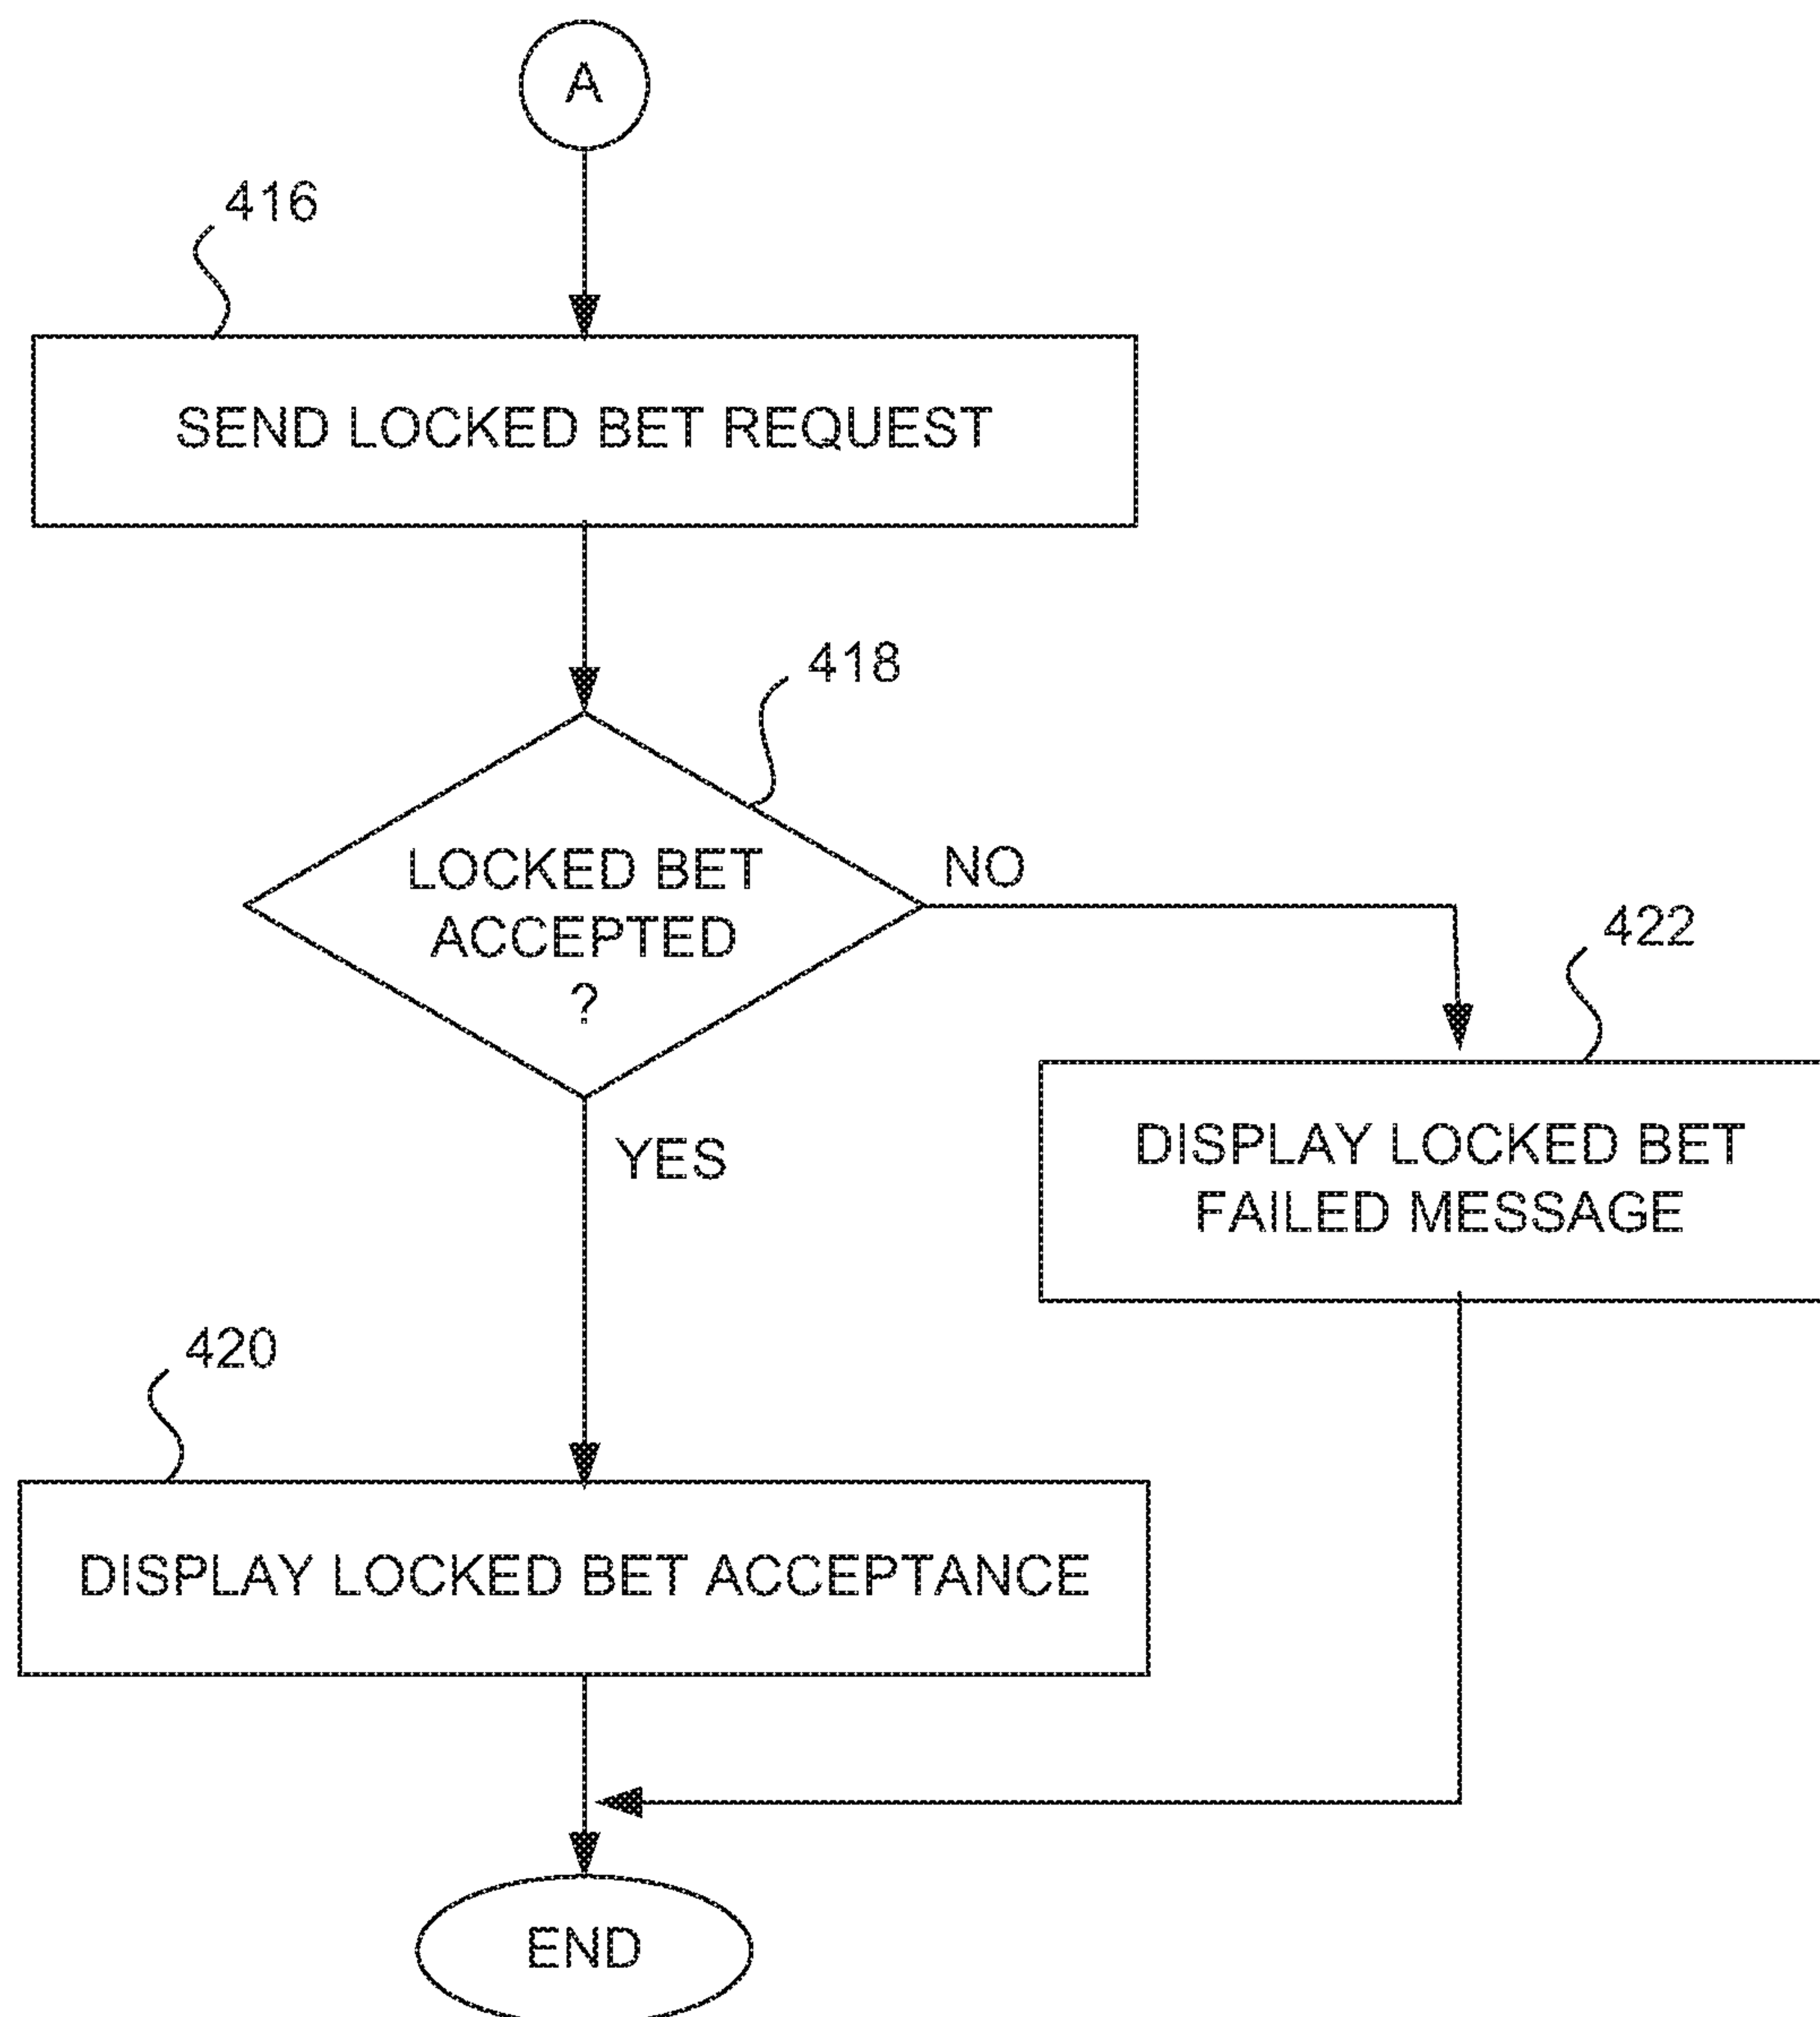 A
416
SEND LOCKED BET REQUEST
418
LOCKED BET
ACCEPTED
?
NO
422
DISPLAY LOCKED BET
FAILED MESSAGE
YES
420
DISPLAY LOCKED BET ACCEPTANCE
END